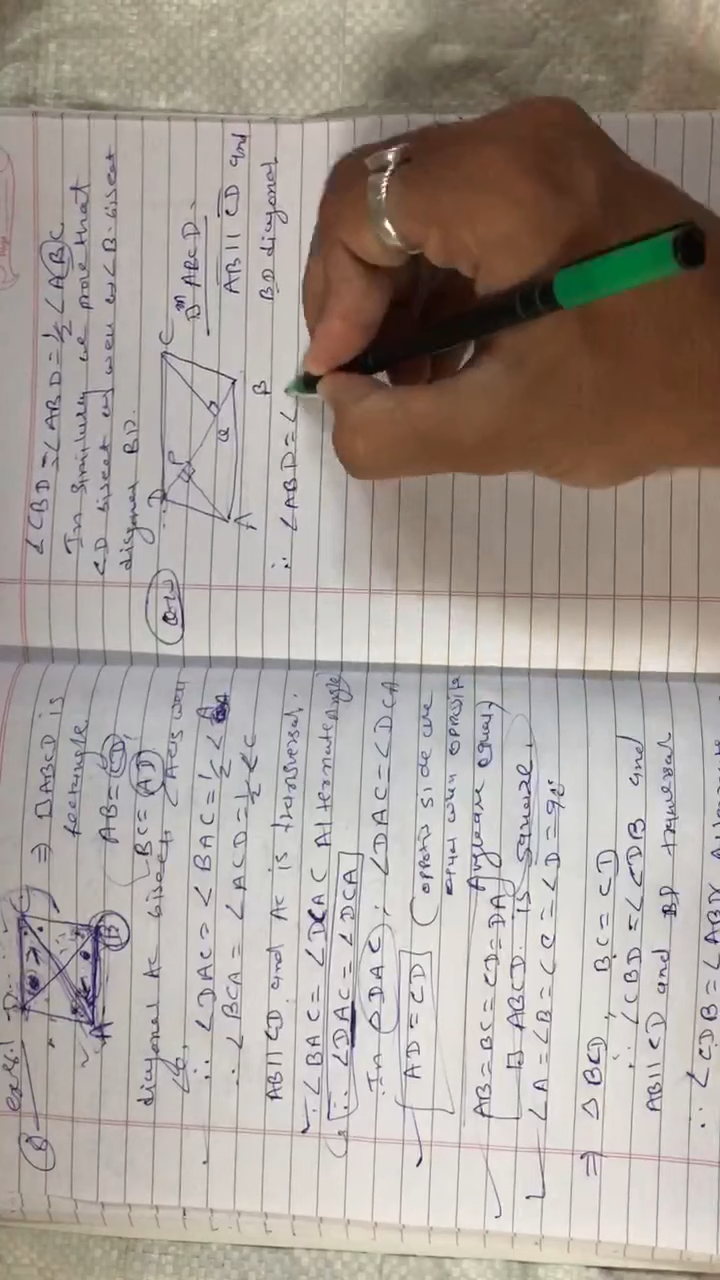 Ex 8.1
8
D
C
A
B
⇒ □ABCD is
rectangle
AB = CD
BC = AD
diagonal AC bisect ∠A as well
∠C
∴ ∠DAC = ∠BAC = 1/2 ∠A
∴ ∠BCA = ∠ACD = 1/2 ∠C
AB || CD and AC is transversal.
∴ ∠BAC = ∠DCA ( Alternate angle
∴ ∠DAC = ∠DCA
In △DAC, ∠DAC = ∠DCA
AD = CD ( opposite side are
equal when opposite
Angle are equal)
AB = BC = CD = DA
□ ABCD is square.
∠A = ∠B = ∠C = ∠D = 90°
⇒ △ BCD, BC = CD
∴ ∠CBD = ∠CDB and
AB || CD and BD transversal
∴ ∠CDB = ∠ABD (
∠CBD = ∠ABD = 1/2 ∠ABC
In similarly we prove that
bisect as well as ∠B bisect
diagonal BD.
D
C
P
Q
A
B
ABCD.
AB || CD and
BD diagonal
∴ ∠ABD = ∠